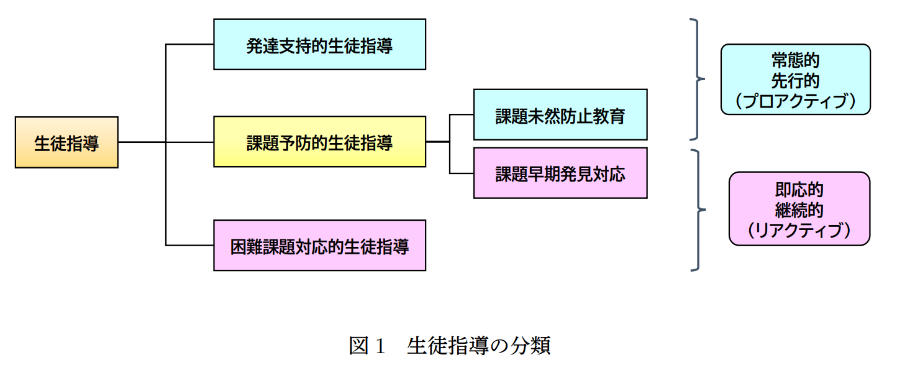 生徒指導
発達支持的生徒指導
課題予防的生徒指導
困難課題対応的生徒指導
課題未然防止教育
課題早期発見対応
常態的
先行的
（プロアクティブ）
即応的
継続的
（リアクティブ）
図１　生徒指導の分類